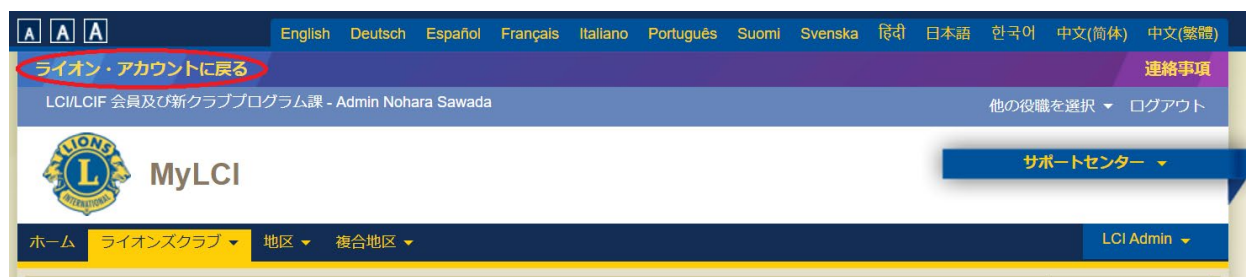 A A A English Deutsch Español Français Italiano Português Suomi Svenska हिंदी 日本語 한국어 中文(简体) 中文(繁體)
ライオン・アカウントに戻る 連絡事項
LCI/LCIF 会員及び新クラブプログラム課 - Admin Nohara Sawada 他の役職を選択 ログアウト
LIONS
L
INTERNATIONAL
MyLCI
サポートセンター
ホーム ライオンズクラブ 地区 複合地区 LCI Admin